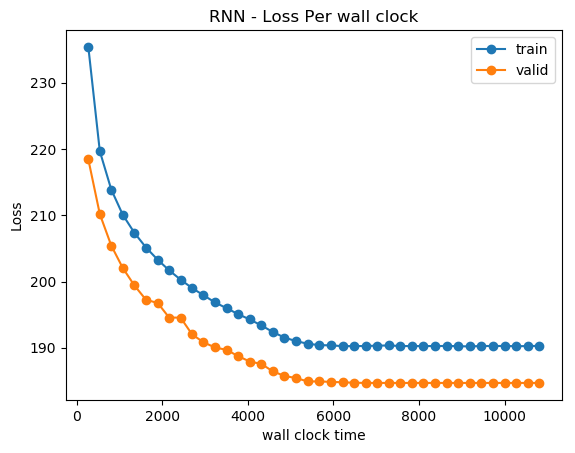 RNN - Loss Per wall clock
train
valid
Loss
230
220
210
200
190
0
2000
4000
6000
8000
10000
wall clock time